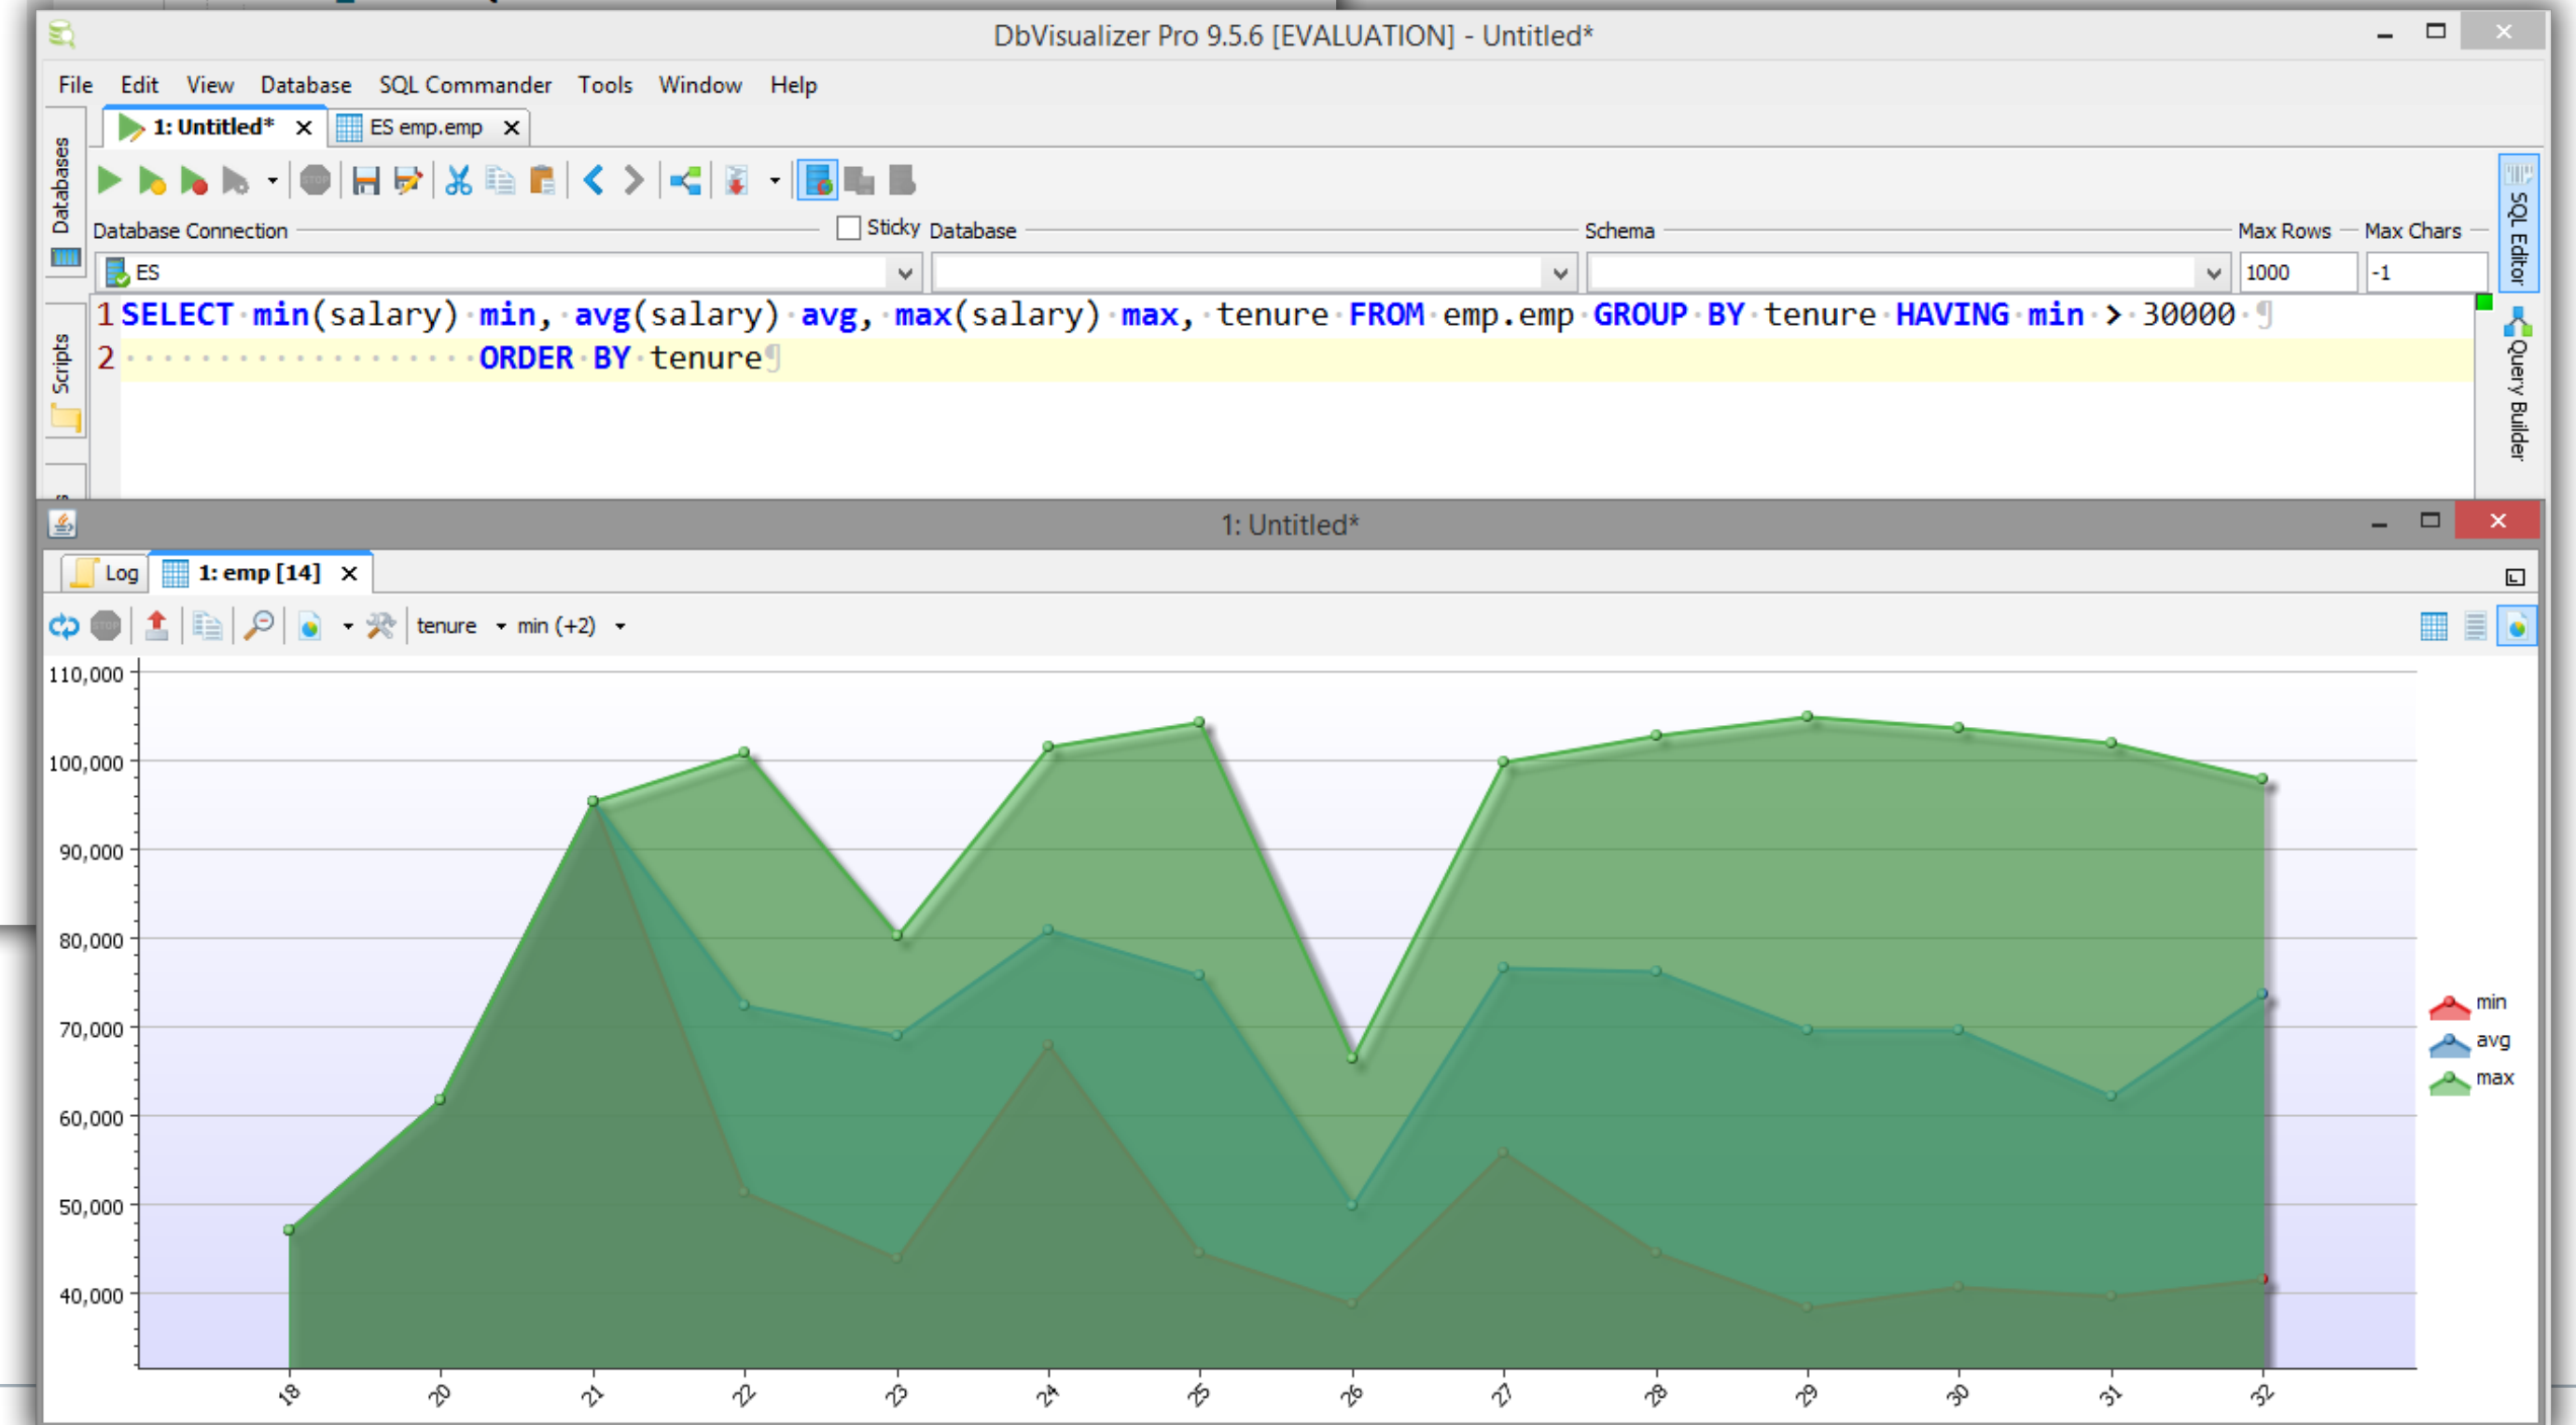 DbVisualizer Pro 9.5.6 [EVALUATION] - Untitled*
File Edit View Database SQL Commander Tools Window Help
1: Untitled* ES emp.emp
Databases
Scripts
STOP
SQL Editor
Query Builder
Database Connection Sticky Database Schema Max Rows Max Chars
ES 1000 -1
1 SELECT min(salary) min, avg(salary) avg, max(salary) max, tenure FROM emp.emp GROUP BY tenure HAVING min > 30000
2 ORDER BY tenure
1: Untitled*
Log 1: emp [14]
STOP tenure min (+2)
110,000
100,000
90,000
80,000
70,000
60,000
50,000
40,000
min
avg
max
18 20 21 22 23 24 25 26 27 28 29 30 31 32